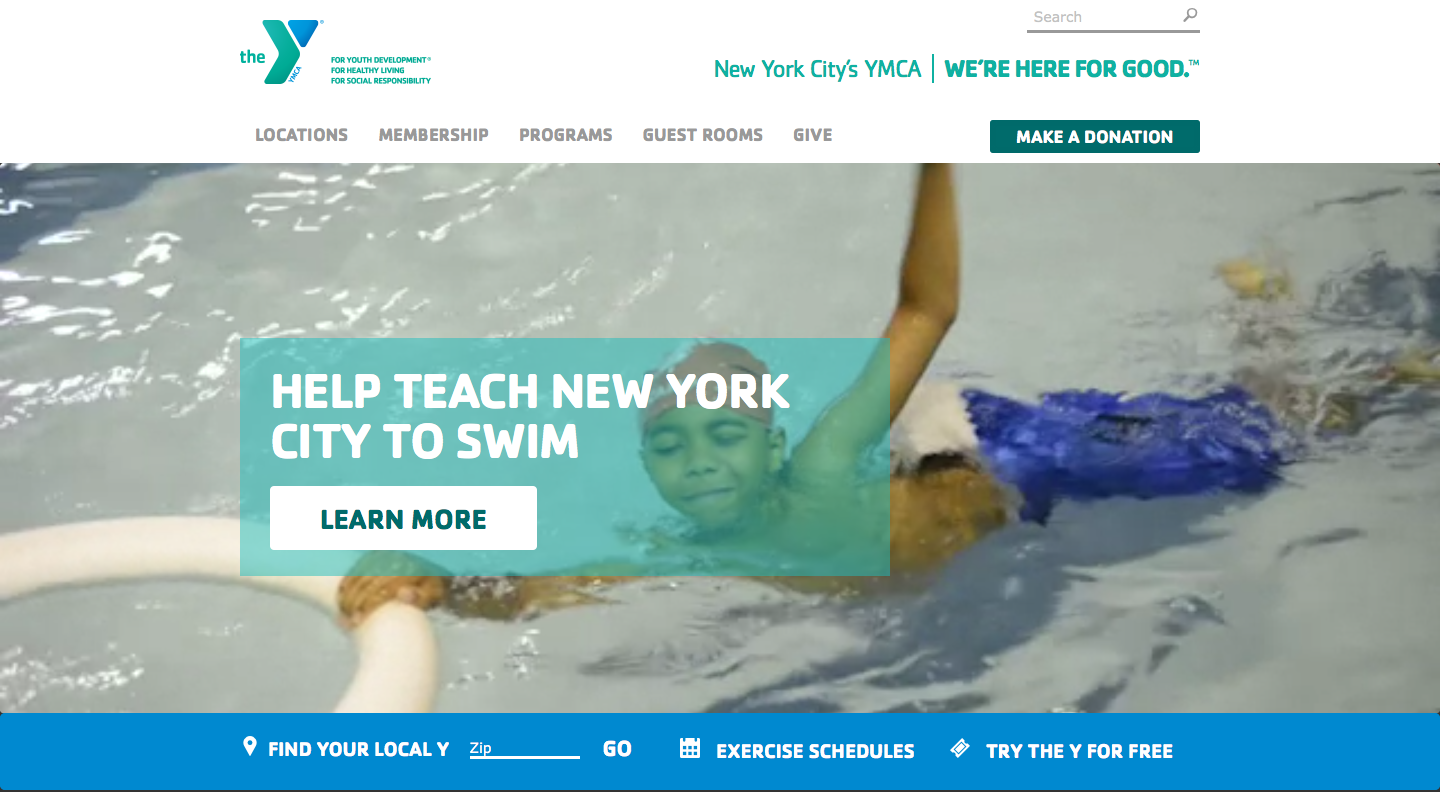 Search
the
YMCA
®
FOR YOUTH DEVELOPMENT®
FOR HEALTHY LIVING
FOR SOCIAL RESPONSIBILITY
New York City's YMCA | WE'RE HERE FOR GOOD.™
LOCATIONS MEMBERSHIP PROGRAMS GUEST ROOMS GIVE MAKE A DONATION
HELP TEACH NEW YORK
CITY TO SWIM
LEARN MORE
FIND YOUR LOCAL Y Zip GO EXERCISE SCHEDULES TRY THE Y FOR FREE